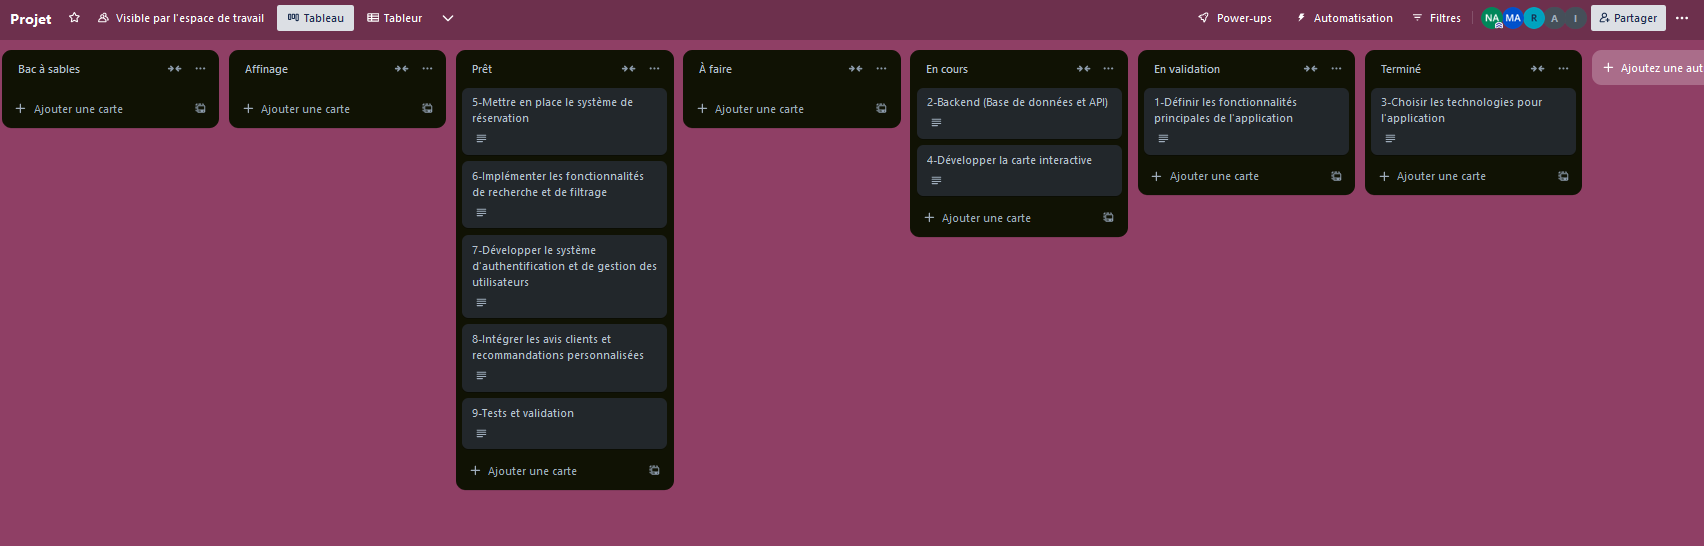 Projet
Visible par l'espace de travail
Tableau
Tableur
Power-ups
Automatisation
Filtres
NA
MA
R
A
I
Partager
Bac à sables
Ajouter une carte
Affinage
Ajouter une carte
Prêt
5-Mettre en place le système de
réservation
6-Implémenter les fonctionnalités
de recherche et de filtrage
7-Développer le système
d'authentification et de gestion des
utilisateurs
8-Intégrer les avis clients et
recommandations personnalisées
9-Tests et validation
Ajouter une carte
À faire
Ajouter une carte
En cours
2-Backend (Base de données et API)
4-Développer la carte interactive
Ajouter une carte
En validation
1-Définir les fonctionnalités
principales de l'application
Ajouter une carte
Terminé
3-Choisir les technologies pour
l'application
Ajouter une carte
Ajoutez une aut